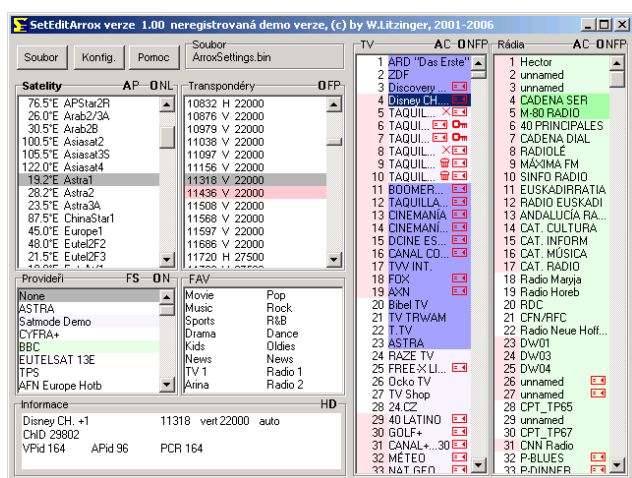 SetEditArrox verze 1.00 neregistrovaná demo verze, (c) by W.Litzinger, 2001-2006
Soubor Konfig. Pomoc
Soubor
ArroxSettings.bin
Satelity AP ONL
76.5°E APStar2R
26.0°E Arab2/3A
30.5°E Arab2B
100.5°E Asiasat2
105.5°E Asiasat3S
122.0°E Asiasat4
19.2°E Astra1
28.2°E Astra2
23.5°E Astra3A
87.5°E ChinaStar1
45.0°E Europe1
48.0°E Eutel2F2
21.5°E Eutel2F3
Transpondéry OFP
10832 H 22000
10876 V 22000
10979 V 22000
11038 V 22000
11097 V 22000
11156 V 22000
11318 V 22000
11436 V 22000
11508 V 22000
11568 V 22000
11597 V 22000
11686 V 22000
11720 H 27500
Provideři FS ON
None
ASTRA
Satmode Demo
CYFRA+
BBC
EUTELSAT 13E
TPS
AFN Europe Hotb
FAV
Movie Pop
Music Rock
Sports R&B
Drama Dance
Kids Oldies
News News
TV 1 Radio 1
Arina Radio 2
Informace HD
Disney CH. +1 11318 vert 22000 auto
ChID 29802
VPid 164 APid 96 PCR 164
TV AC ONFP
1 ARD "Das Erste"
2 ZDF
3 Discovery ...
4 Disney CH....
5 TAQUIL...
6 TAQUI...
7 TAQUI...
8 TAQUIL...
9 TAQUIL...
10 TAQUIL...
11 BOOMER...
12 TAQUILLA...
13 CINEMANÍA
14 CINEMANÍ...
15 DCINE ES...
16 CANAL CO...
17 TVV INT.
18 FOX
19 AXN
20 Bibel TV
21 TV TRWAM
22 T.TV
23 ASTRA
24 RAZE TV
25 FREE-X LI...
26 Ocko TV
27 TV Shop
28 24.CZ
29 40 LATINO
30 GOLF+
31 CANAL+...30
32 MÉTEO
33 NAT GEO
Rádia AC ONFP
1 Hector
2 unnamed
3 unnamed
4 CADENA SER
5 M-80 RADIO
6 40 PRINCIPALES
7 CADENA DIAL
8 RADIOLÉ
9 MÁXIMA FM
10 SINFO RADIO
11 EUSKADIRRATIA
12 RADIO EUSKADI
13 ANDALUCÍA RA...
14 CAT. CULTURA
15 CAT. INFORM
16 CAT. MÚSICA
17 CAT. RADIO
18 Radio Maryja
19 Radio Horeb
20 RDC
21 CFN/RFC
22 Radio Neue Hoff...
23 DW01
24 DW03
25 DW04
26 unnamed
27 unnamed
28 CPT_TP65
29 unnamed
30 CPT_TP67
31 CNN Radio
32 P-BLUES
33 P-DINNER